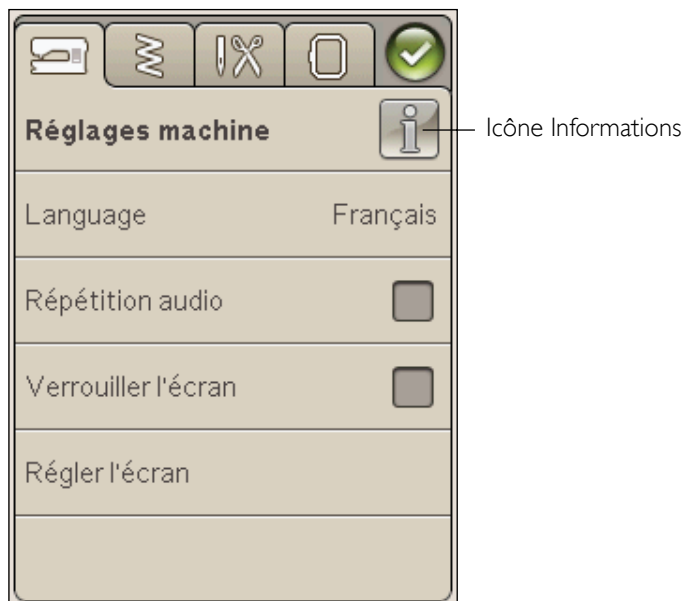 Réglages machine
Icône Informations
Language Français
Répétition audio
Verrouiller l'écran
Régler l'écran